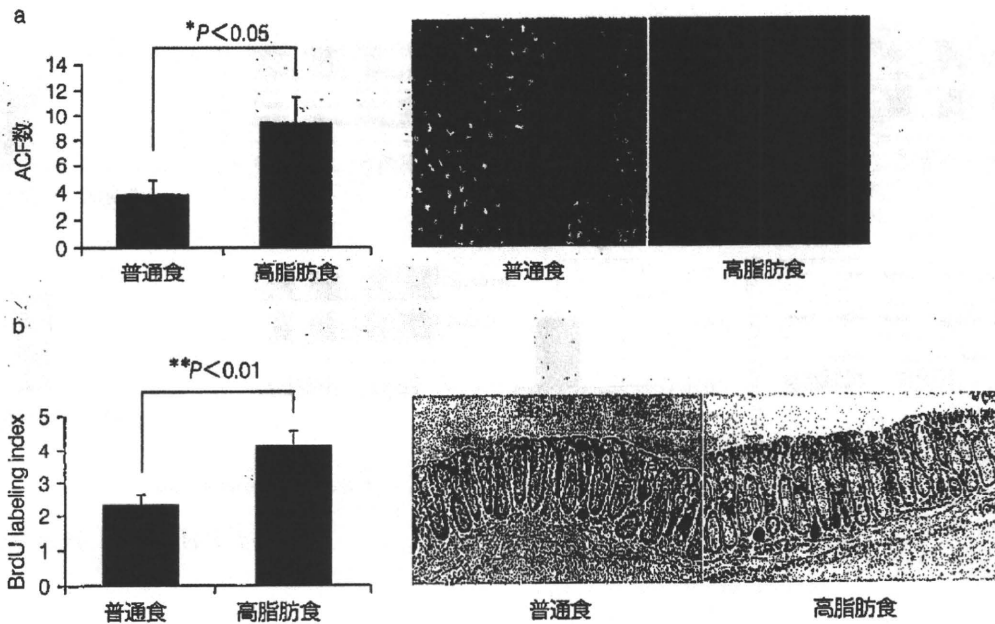 a
*P<0.05
14
12
10
8
6
4
2
0
ACF数
普通食
高脂肪食
普通食
高脂肪食
b
**P<0.01
5
4
3
2
1
0
BrdU labeling index
普通食
高脂肪食
普通食
高脂肪食